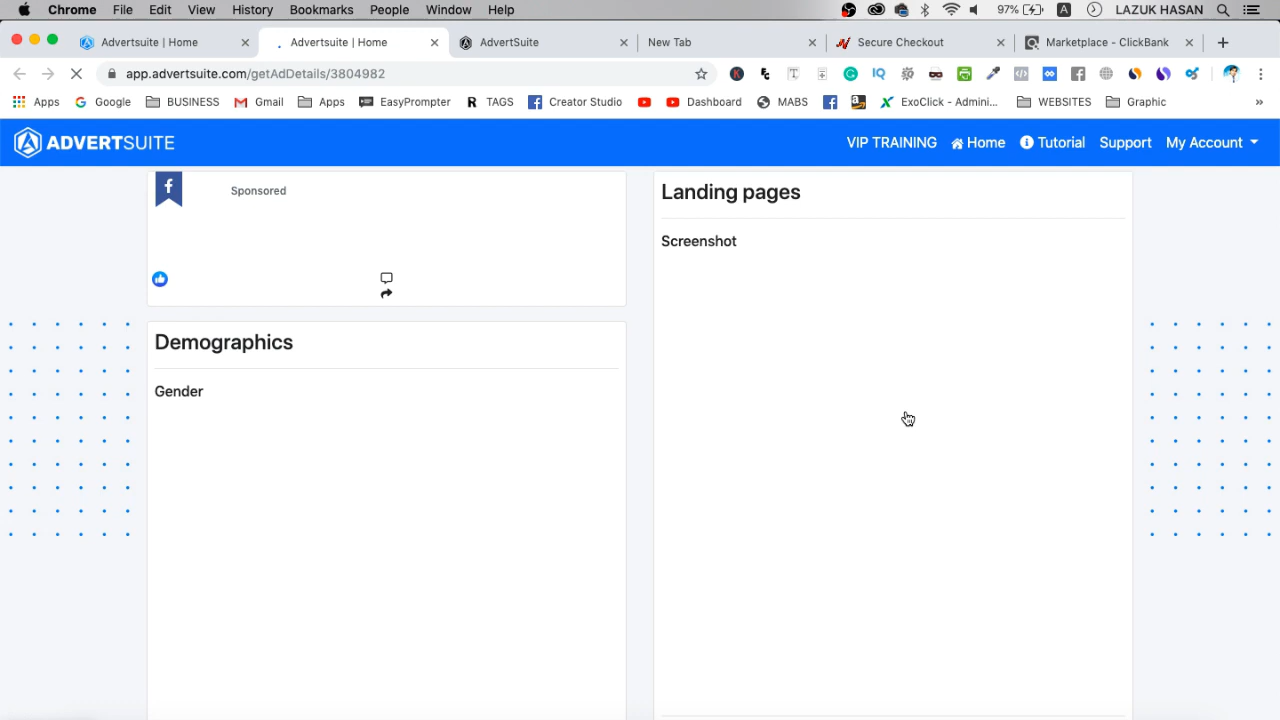 Chrome File Edit View History Bookmarks People Window Help 97% A LAZUK HASAN
Advertsuite | Home Advertsuite | Home AdvertSuite New Tab Secure Checkout Marketplace - ClickBank
app.advertsuite.com/getAdDetails/3804982
Apps Google BUSINESS Gmail Apps EasyPrompter TAGS Creator Studio Dashboard MABS ExoClick - Admini... WEBSITES Graphic »
ADVERTSUITE VIP TRAINING Home Tutorial Support My Account
Sponsored
Demographics
Gender
Landing pages
Screenshot